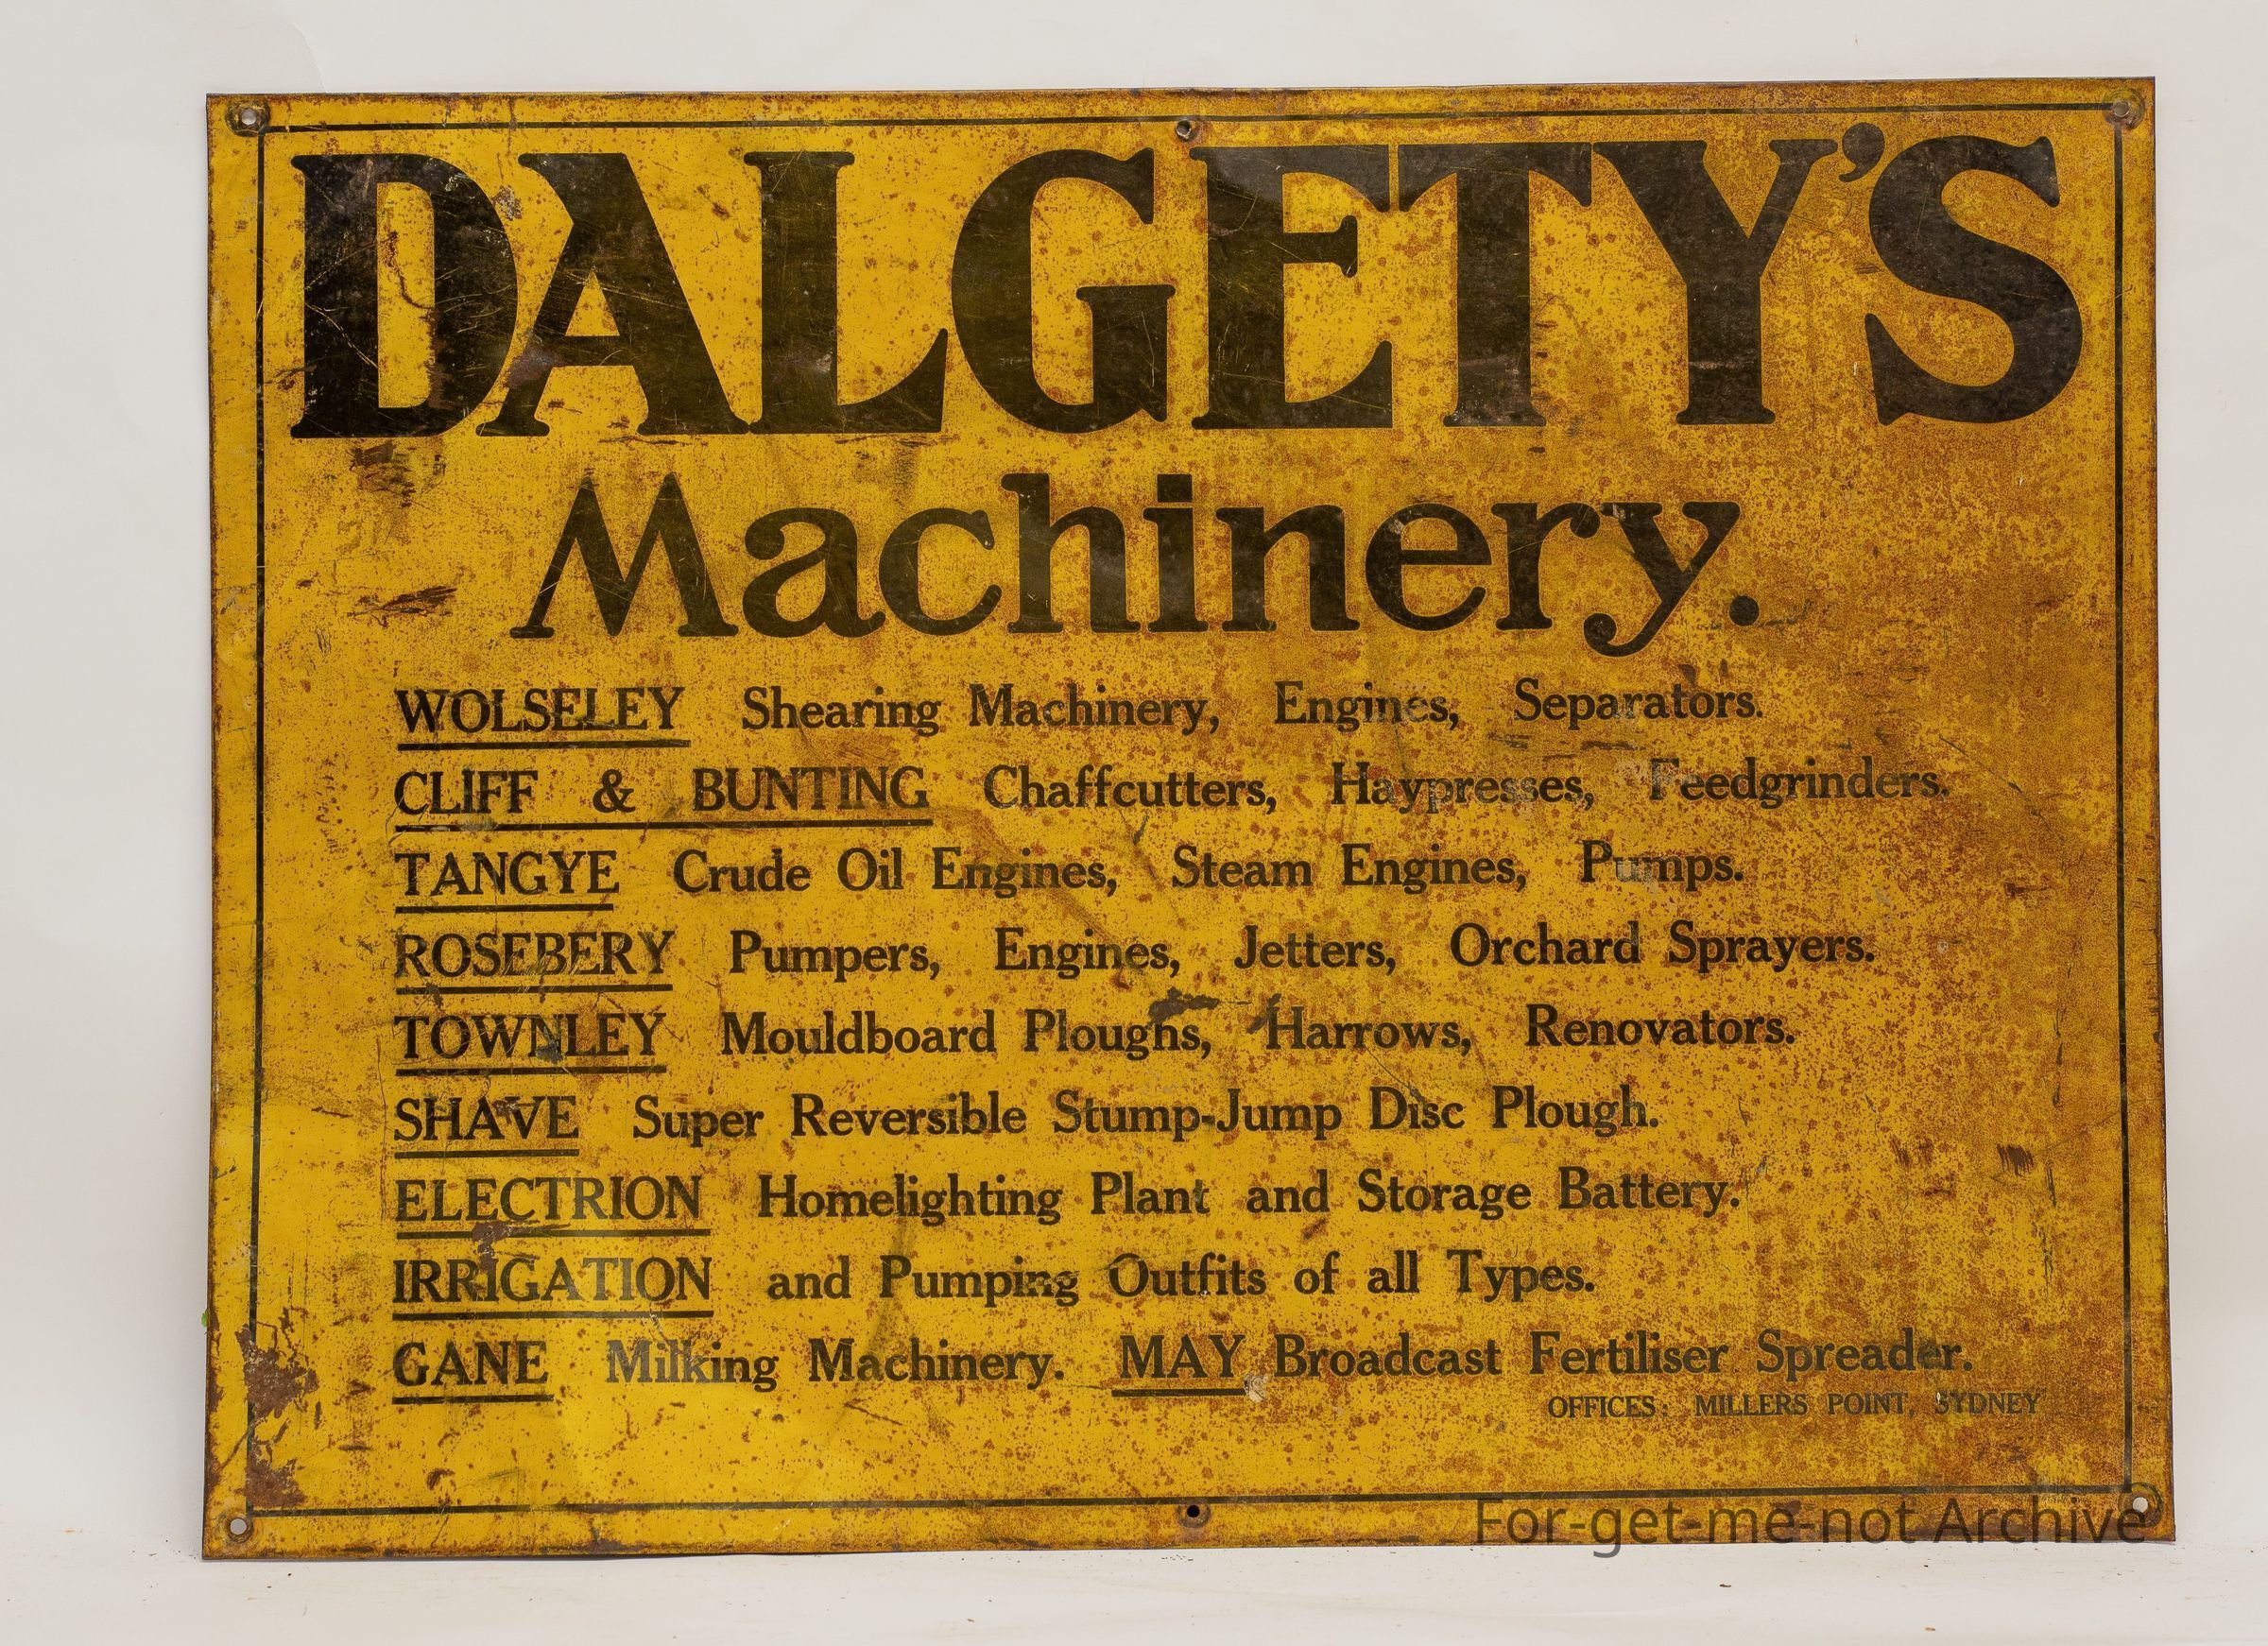 DALGETY'S
Machinery.
WOLSELEY Shearing Machinery, Engines, Separators.
CLIFF & BUNTING Chaffcutters, Haypresses, Feedgrinders.
TANGYE Crude Oil Engines, Steam Engines, Pumps.
ROSEBERY Pumpers, Engines, Jetters, Orchard Sprayers.
TOWNLEY Mouldboard Ploughs, Harrows, Renovators.
SHAVE Super Reversible Stump-Jump Disc Plough.
ELECTRION Homelighting Plant and Storage Battery.
IRRIGATION and Pumping Outfits of all Types.
GANE Milking Machinery. MAY Broadcast Fertiliser Spreader.
OFFICES: MILLERS POINT, SYDNEY
For-get-me-not Archive